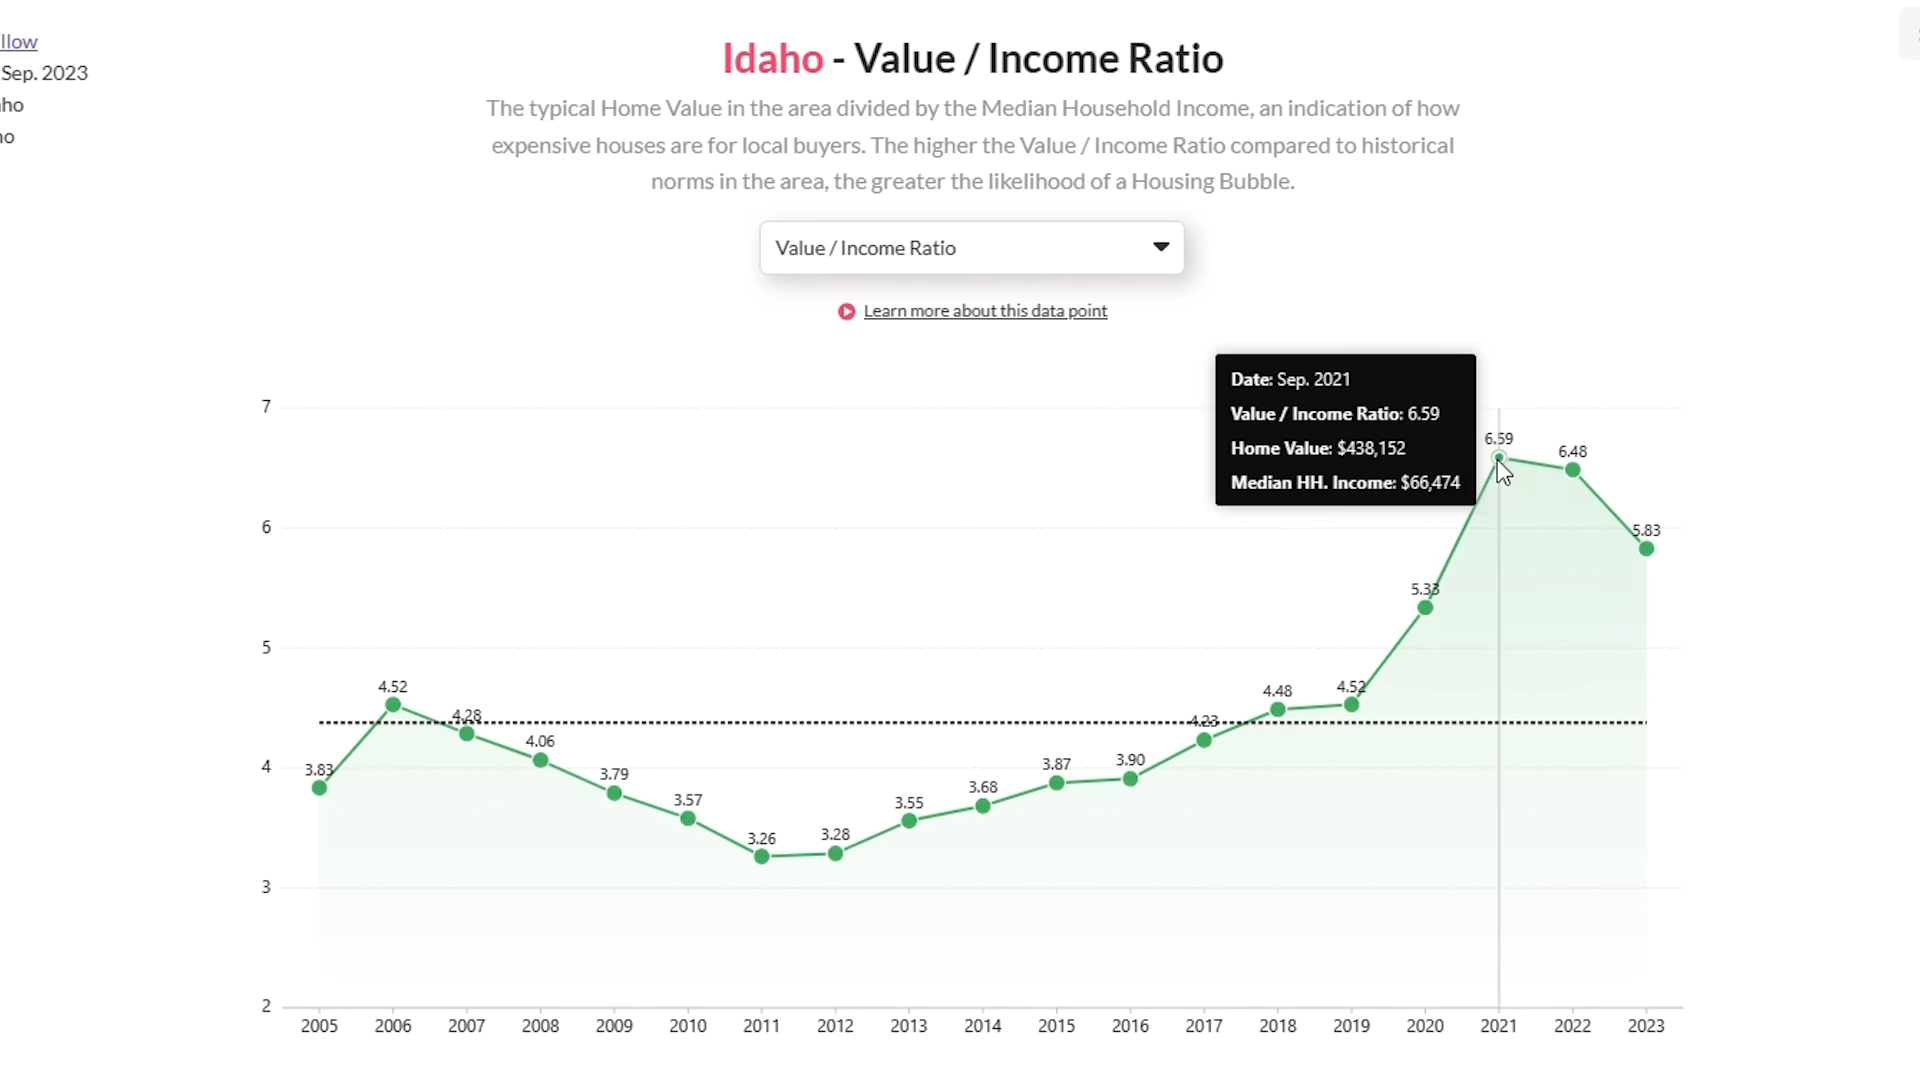 llow
Sep. 2023
ho
o
Idaho - Value / Income Ratio
The typical Home Value in the area divided by the Median Household Income, an indication of how
expensive houses are for local buyers. The higher the Value / Income Ratio compared to historical
norms in the area, the greater the likelihood of a Housing Bubble.
Value / Income Ratio
Learn more about this data point
Date: Sep. 2021
Value / Income Ratio: 6.59
Home Value: $438,152
Median HH. Income: $66,474
7
6
5
4
3
2
3.83
4.52
4.28
4.06
3.79
3.57
3.26
3.28
3.55
3.68
3.87
3.90
4.23
4.48
4.52
5.33
6.59
6.48
5.83
2005 2006 2007 2008 2009 2010 2011 2012 2013 2014 2015 2016 2017 2018 2019 2020 2021 2022 2023